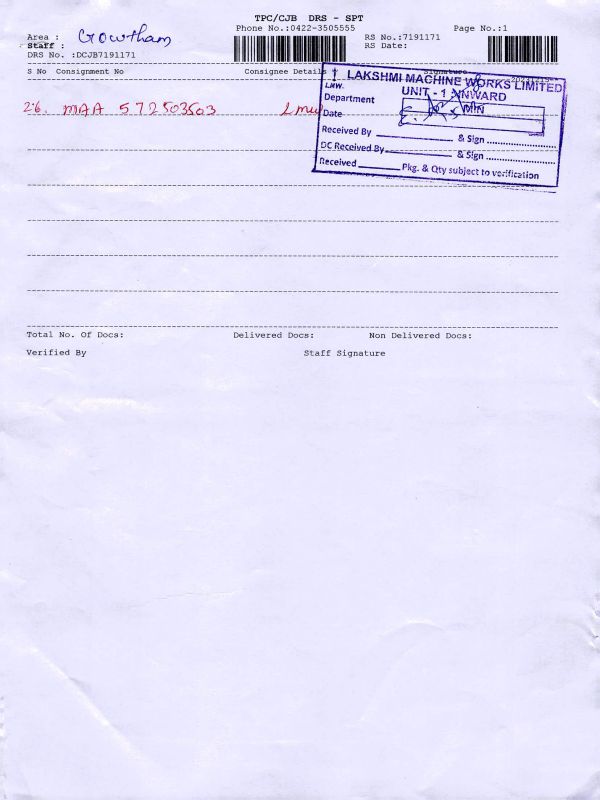 TPC/CJB DRS - SPT
Phone No.:0422-3505555
Page No.:1
Area : Gowtham
RS No.:7191171
Staff :
RS Date:
DRS No. :DCJB7191171
S No Consignment No Consignee Details Signature
26. MAA 572503503 Lmw
LAKSHMI MACHINE WORKS LIMITED
LMW. UNIT - 1 INWARD
Department
Date
Received By & Sign
DC Received By & Sign
Received Pkg. & Qty subject to verification
Total No. Of Docs: Delivered Docs: Non Delivered Docs:
Verified By Staff Signature